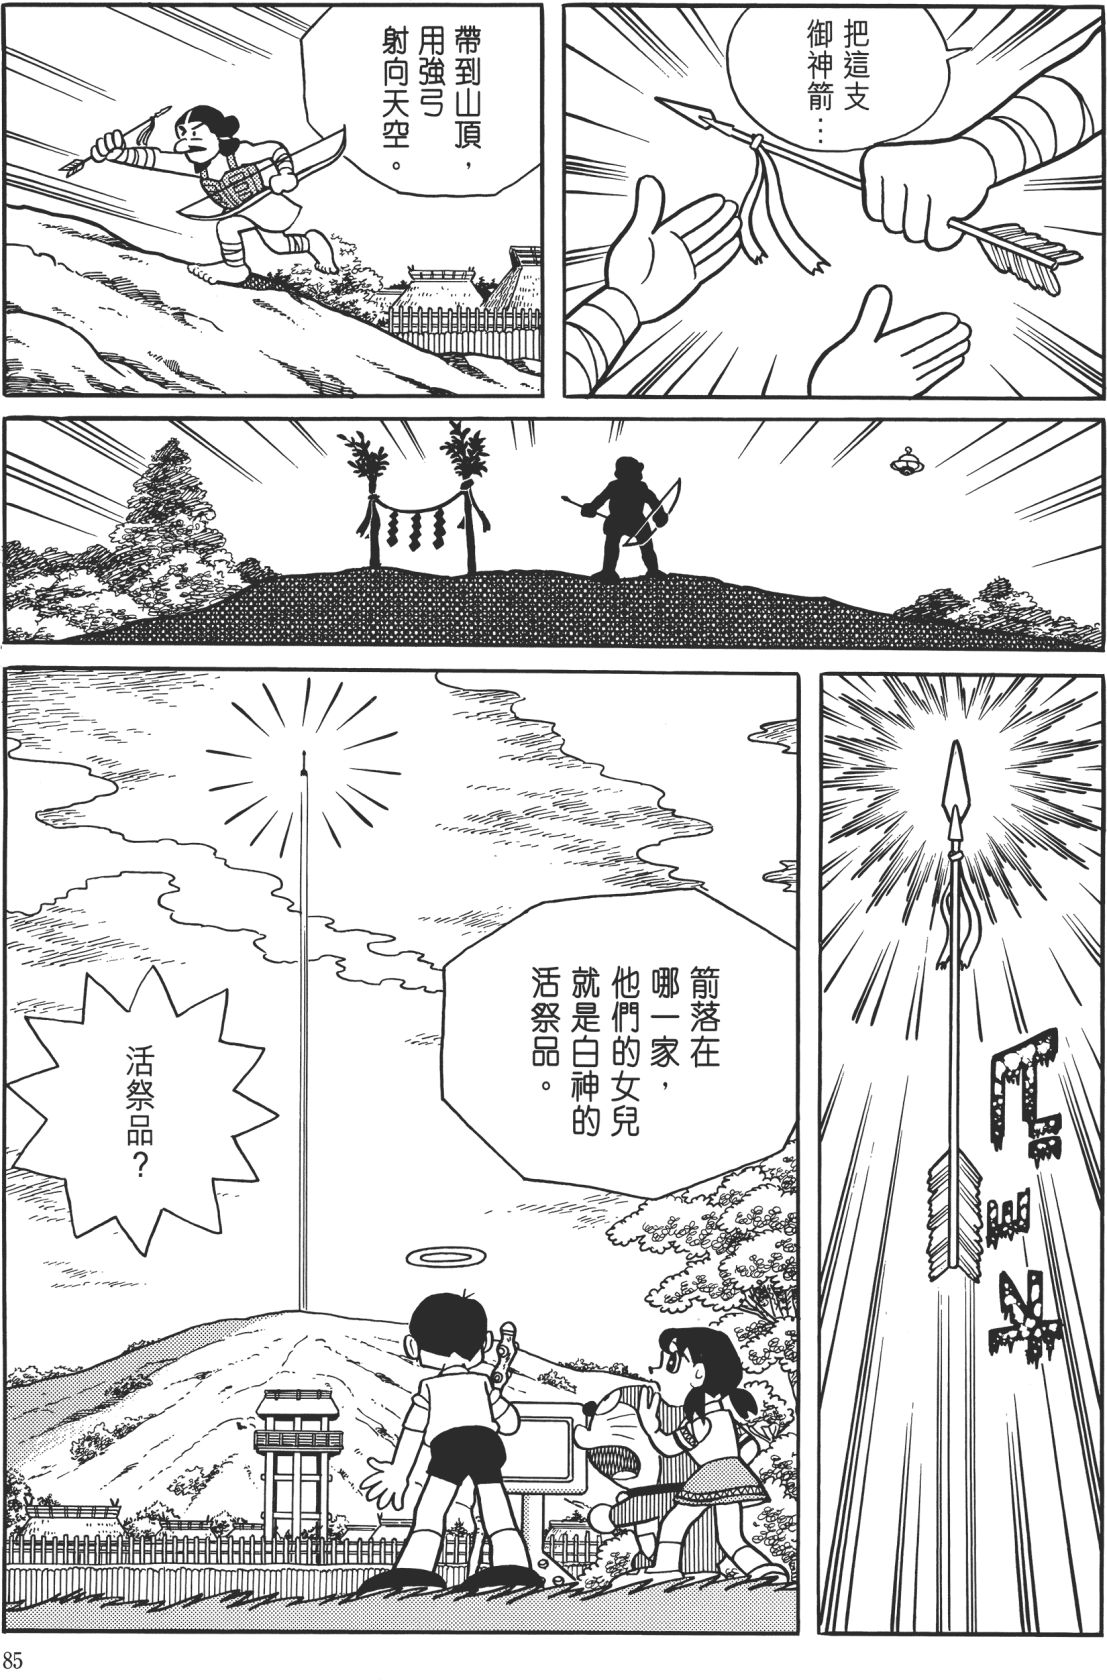 把這支
御神箭…
帶到山頂，
用強弓
射向天空。
箭落在
哪一家，
他們的女兒
就是白神的
活祭品。
活祭品？
85